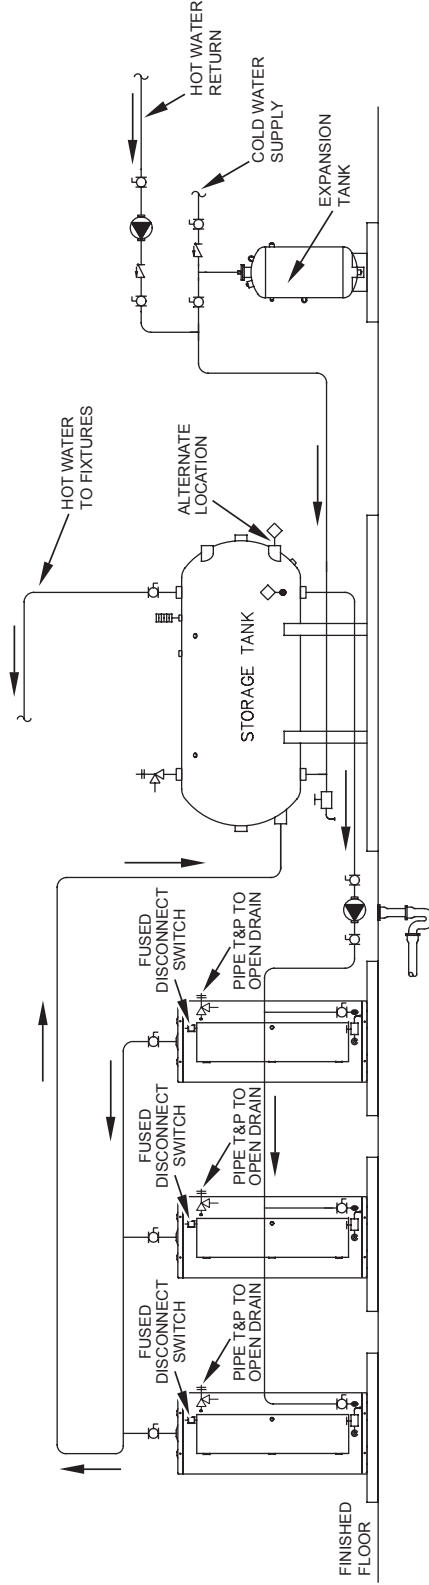 FINISHED
FLOOR
FUSED
DISCONNECT
SWITCH
PIPE T&P TO
OPEN DRAIN
FUSED
DISCONNECT
SWITCH
PIPE T&P TO
OPEN DRAIN
FUSED
DISCONNECT
SWITCH
PIPE T&P TO
OPEN DRAIN
STORAGE TANK
HOT WATER
TO FIXTURES
ALTERNATE
LOCATION
HOT WATER
RETURN
COLD WATER
SUPPLY
EXPANSION
TANK